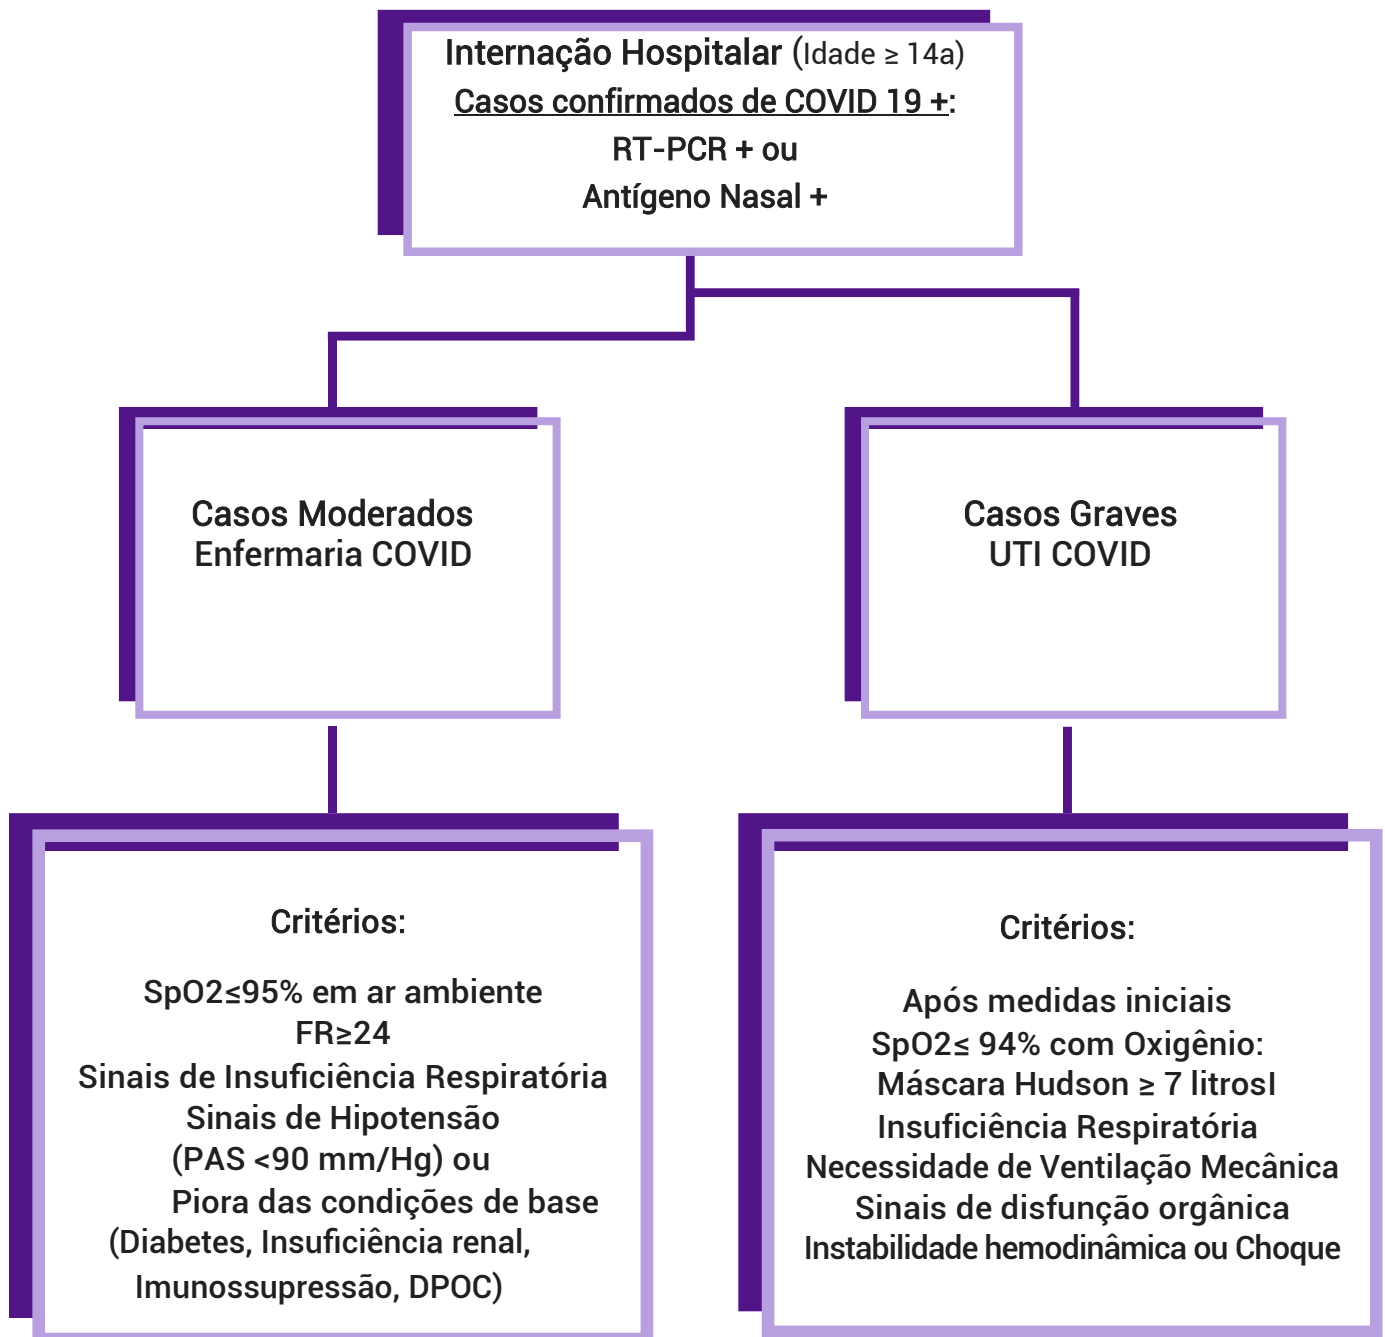 Internação Hospitalar (Idade ≥ 14a)
Casos confirmados de COVID 19 +:
RT-PCR + ou
Antígeno Nasal +
Casos Moderados
Enfermaria COVID
Casos Graves
UTI COVID
Critérios:
SpO2≤95% em ar ambiente
FR≥24
Sinais de Insuficiência Respiratória
Sinais de Hipotensão
(PAS <90 mm/Hg) ou
Piora das condições de base
(Diabetes, Insuficiência renal,
Imunossupressão, DPOC)
Critérios:
Após medidas iniciais
SpO2≤ 94% com Oxigênio:
Máscara Hudson ≥ 7 litrosI
Insuficiência Respiratória
Necessidade de Ventilação Mecânica
Sinais de disfunção orgânica
Instabilidade hemodinâmica ou Choque